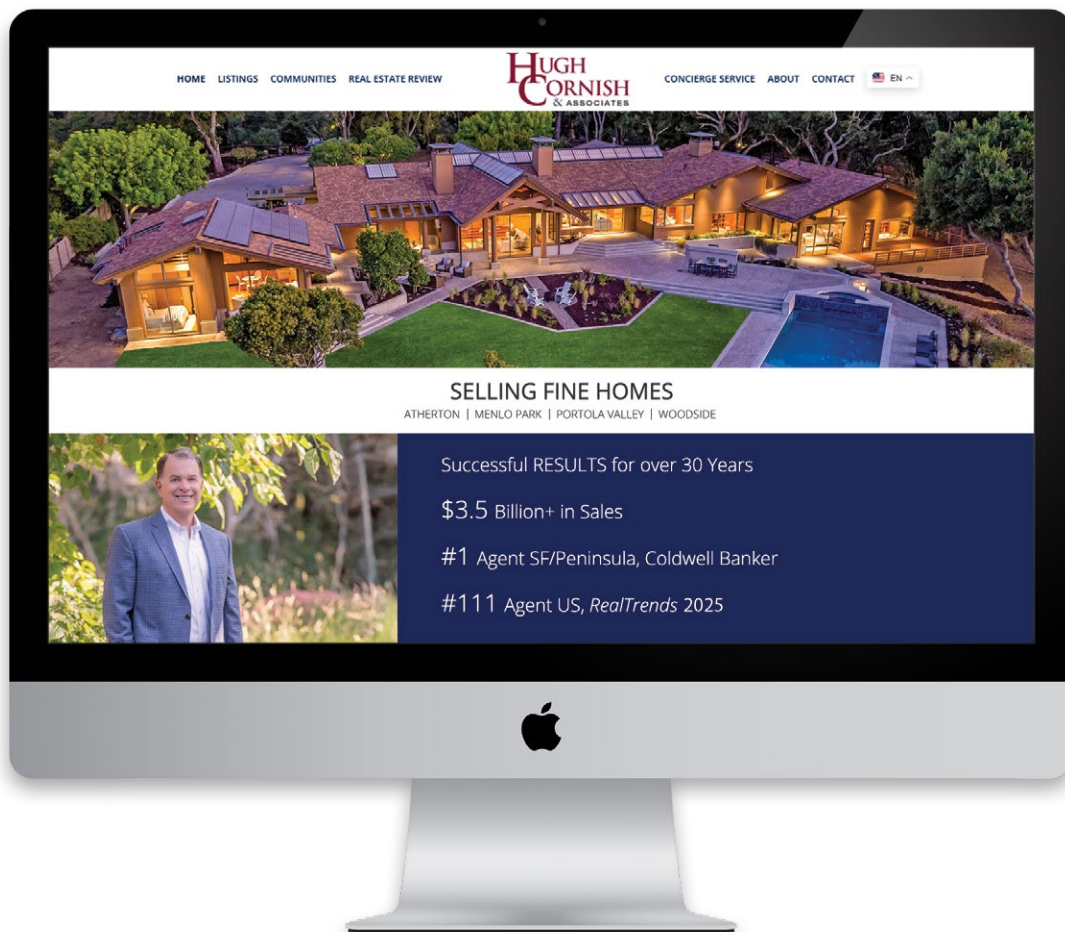 HOME LISTINGS COMMUNITIES REAL ESTATE REVIEW
HUGH
CORNISH
& ASSOCIATES
CONCIERGE SERVICE ABOUT CONTACT EN
SELLING FINE HOMES
ATHERTON | MENLO PARK | PORTOLA VALLEY | WOODSIDE
Successful RESULTS for over 30 Years
$3.5 Billion+ in Sales
#1 Agent SF/Peninsula, Coldwell Banker
#111 Agent US, RealTrends 2025